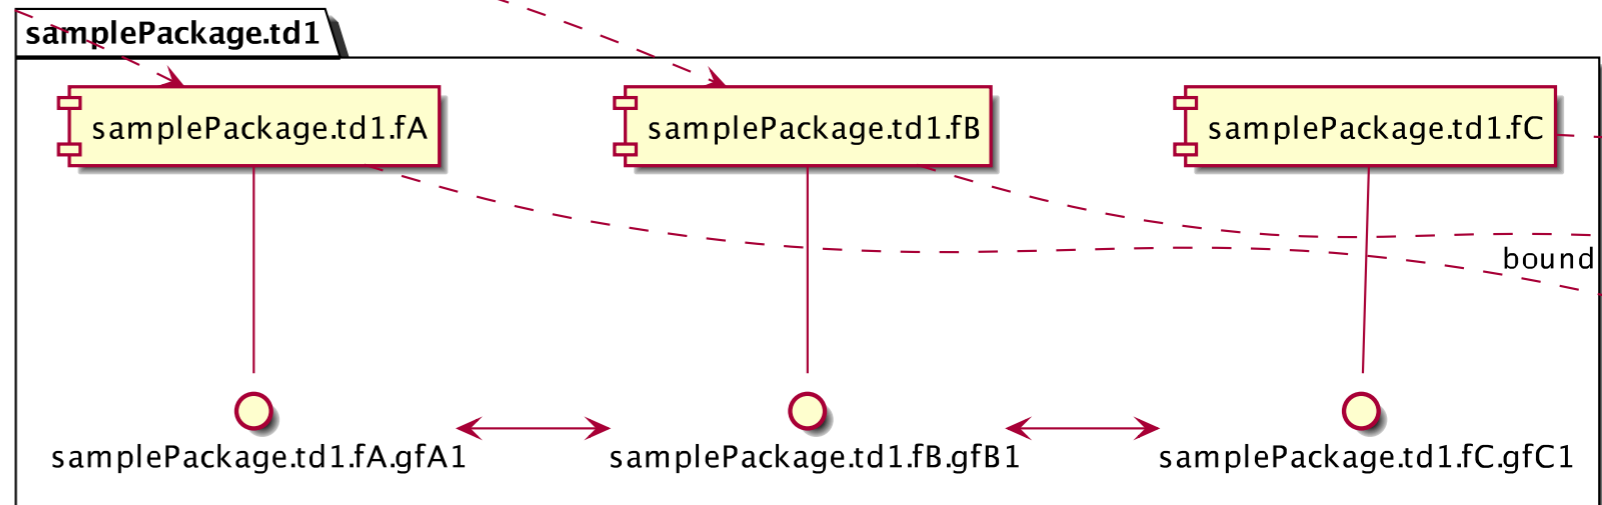 samplePackage.td1
samplePackage.td1.fA
samplePackage.td1.fB
samplePackage.td1.fC
bound
samplePackage.td1.fA.gfA1
samplePackage.td1.fB.gfB1
samplePackage.td1.fC.gfC1